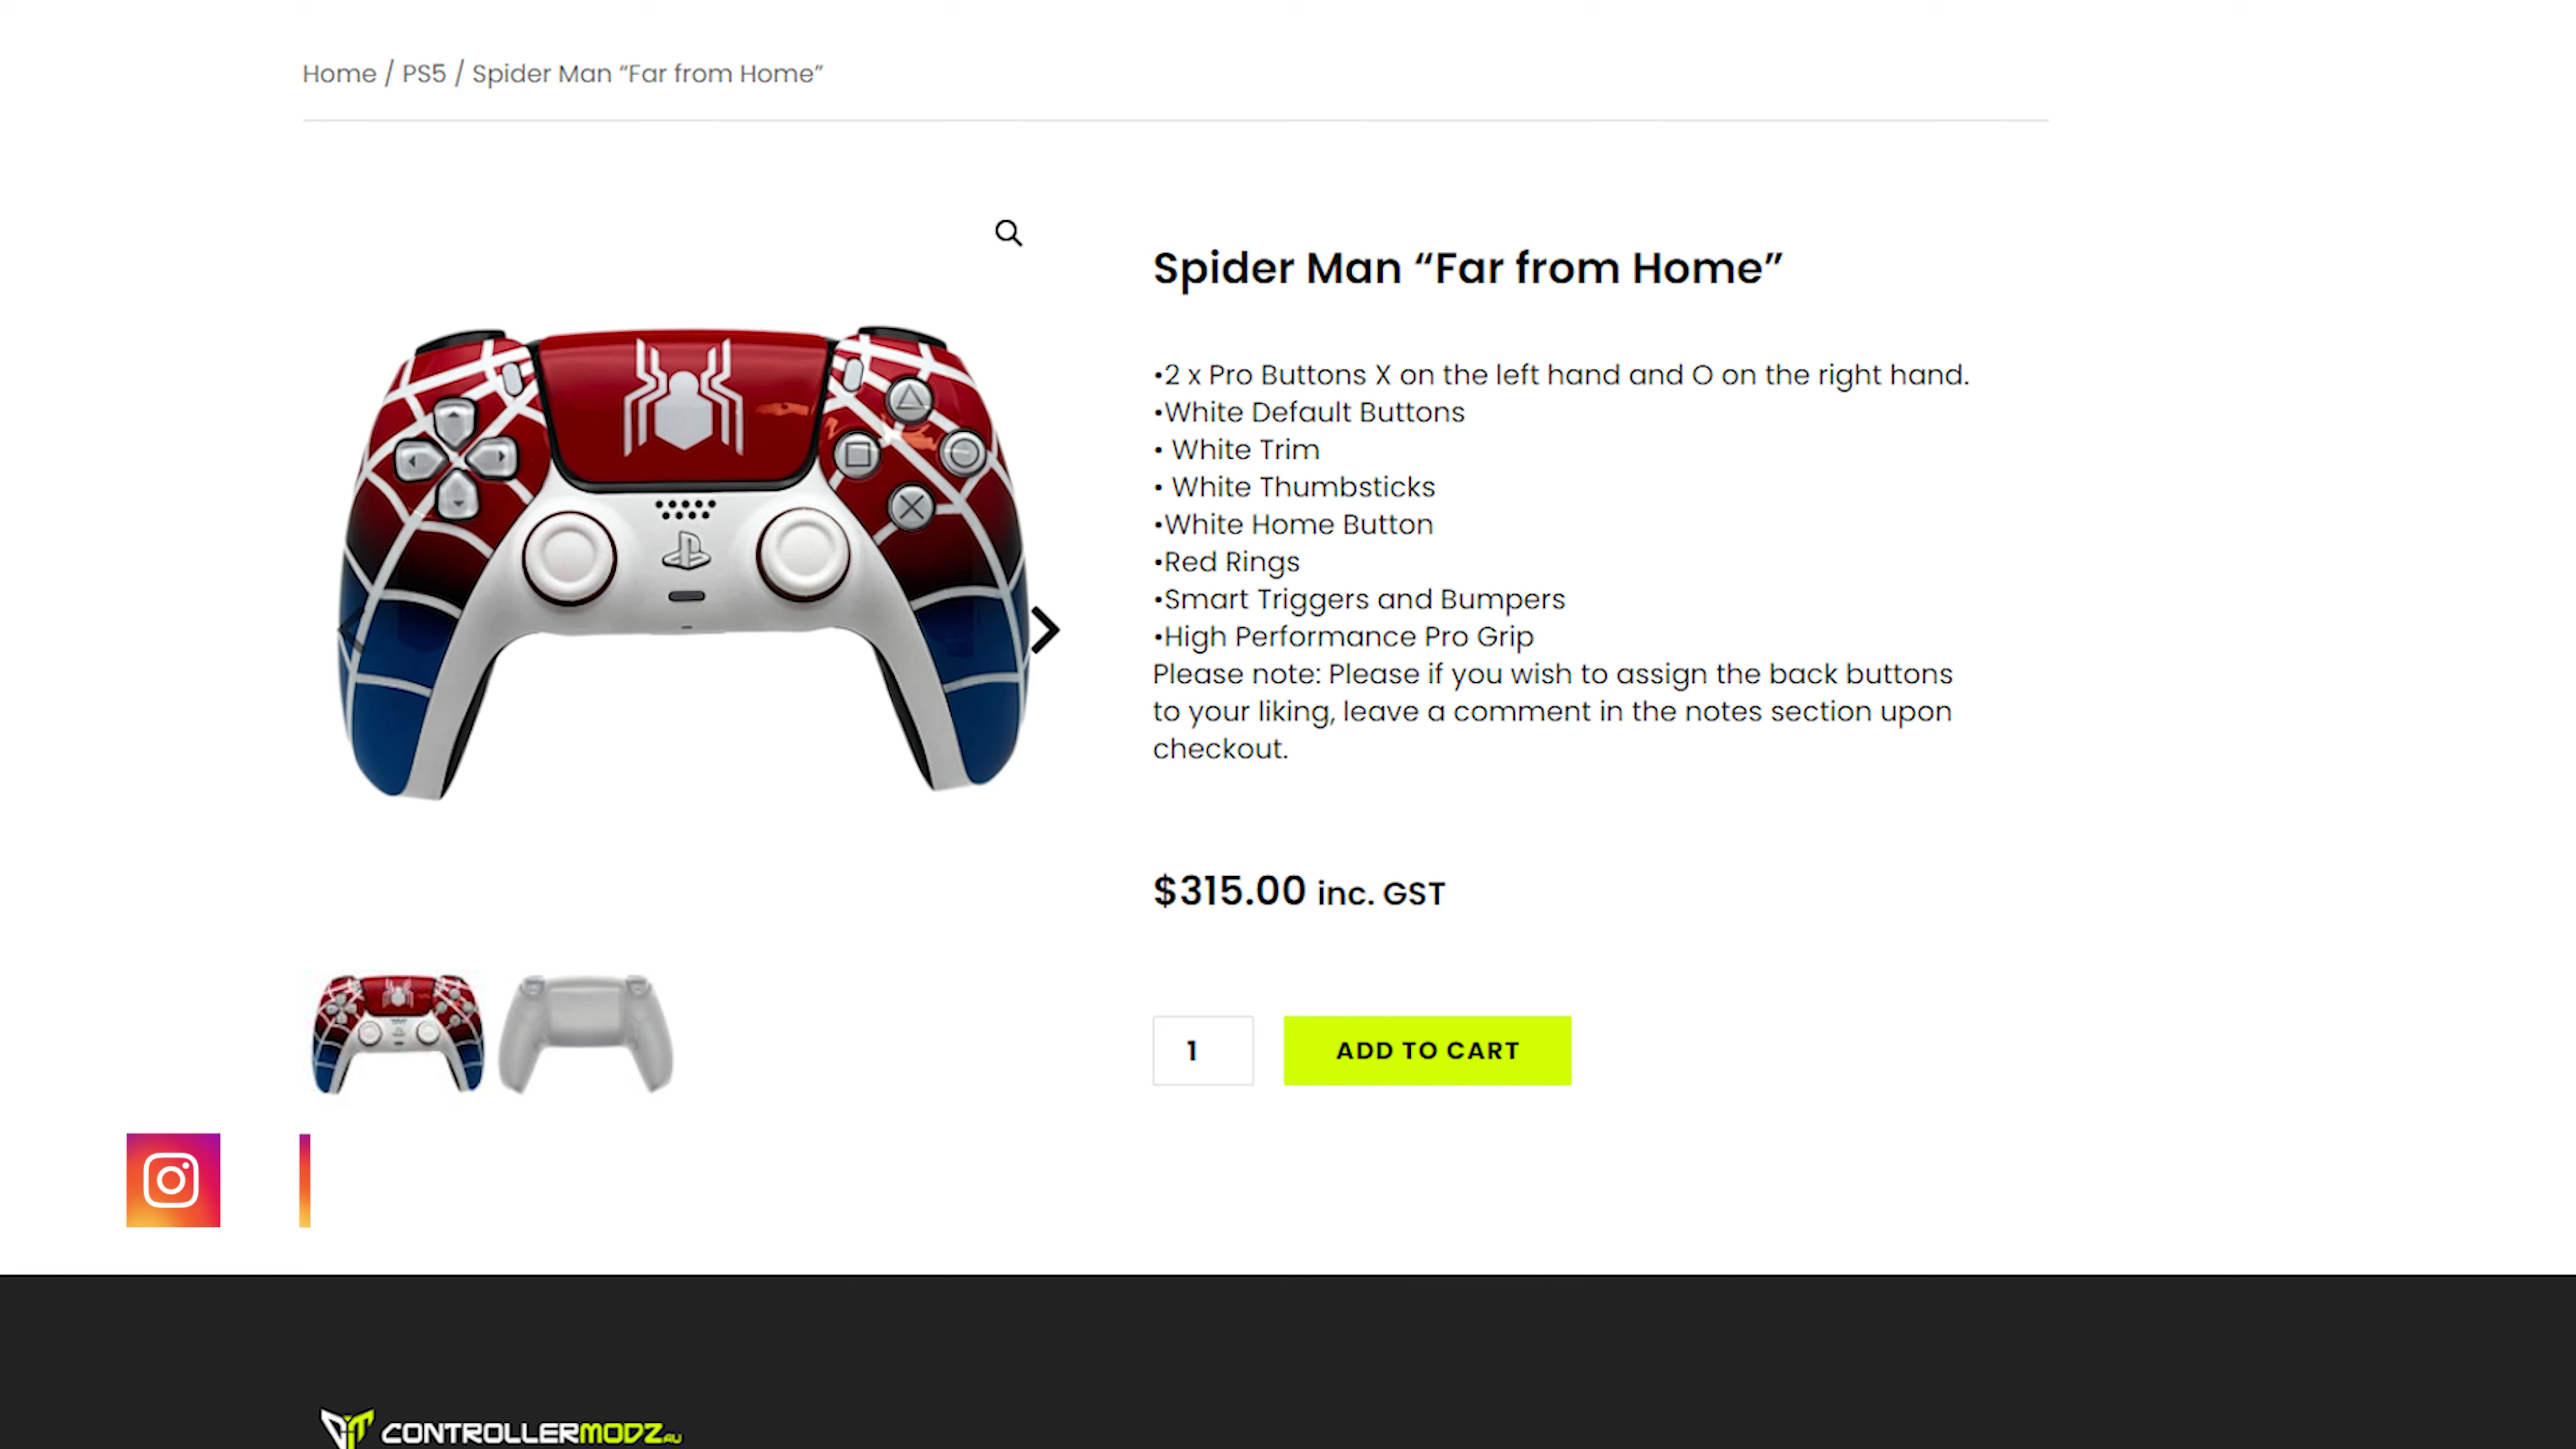 Home / PS5 / Spider Man “Far from Home”
Spider Man “Far from Home”
•2 x Pro Buttons X on the left hand and O on the right hand.
•White Default Buttons
• White Trim
• White Thumbsticks
•White Home Button
•Red Rings
•Smart Triggers and Bumpers
•High Performance Pro Grip
Please note: Please if you wish to assign the back buttons
to your liking, leave a comment in the notes section upon
checkout.
$315.00 inc. GST
1
ADD TO CART
CONTROLLERMODZ.AU